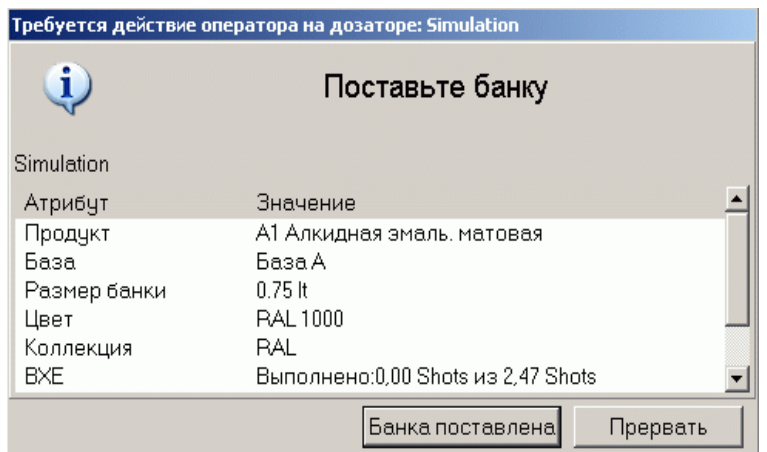 Требуется действие оператора на дозаторе: Simulation
Поставьте банку
Simulation
Атрибут Значение
Продукт А1 Алкидная эмаль. матовая
База База А
Размер банки 0.75 lt
Цвет RAL 1000
Коллекция RAL
BXE Выполнено:0,00 Shots из 2,47 Shots
Банка поставлена Прервать